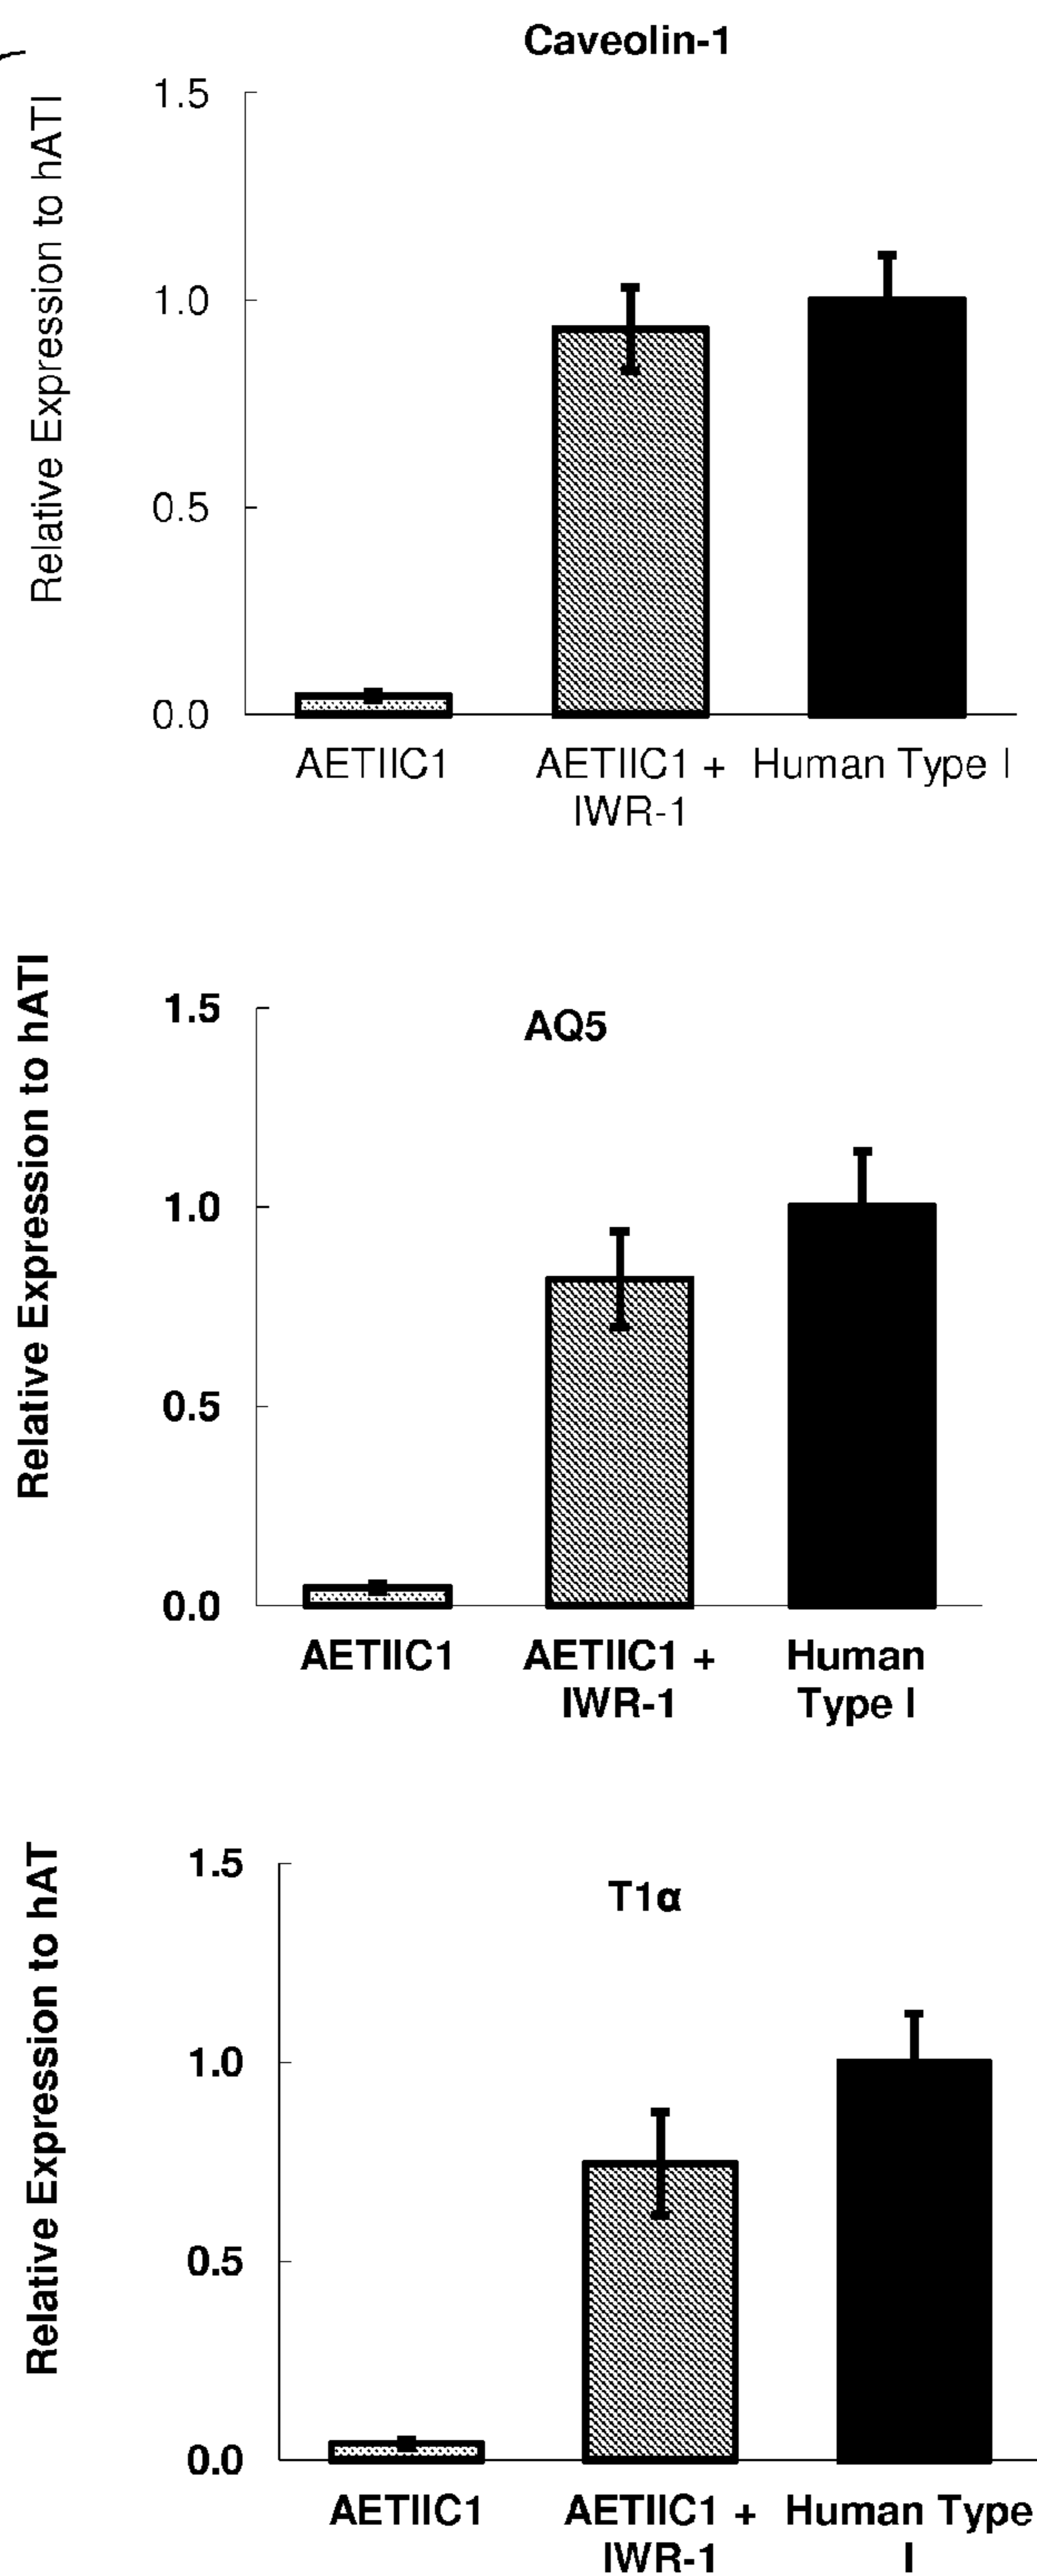 Caveolin-1
Relative Expression to hATI
1.5
1.0
0.5
0.0
AETIIC1
AETIIC1 +
IWR-1
Human Type I
AQ5
Relative Expression to hATI
1.5
1.0
0.5
0.0
AETIIC1
AETIIC1 +
IWR-1
Human
Type I
T1α
Relative Expression to hAT
1.5
1.0
0.5
0.0
AETIIC1
AETIIC1 +
IWR-1
Human Type
I